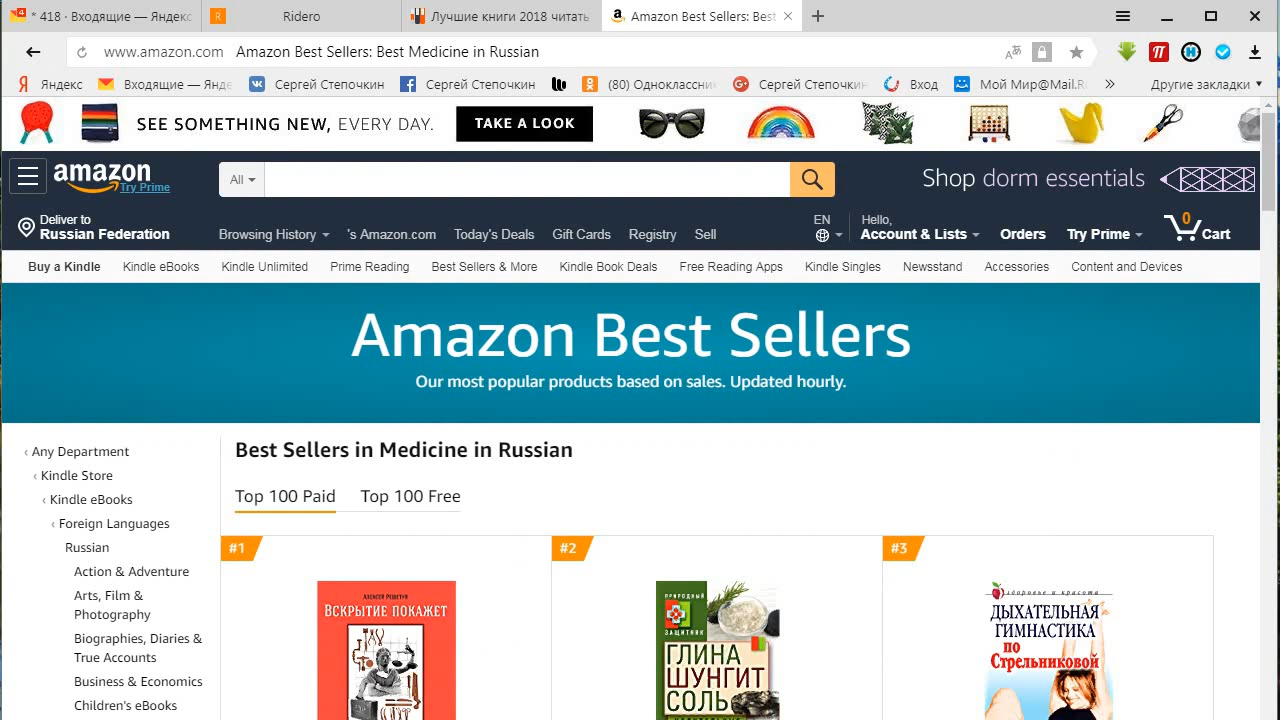 * 418 · Входящие — Яндекс
Ridero
Лучшие книги 2018 читать
Amazon Best Sellers: Best
www.amazon.com Amazon Best Sellers: Best Medicine in Russian
Яндекс
Входящие — Янде
Сергей Степочкин
Сергей Степочкин
(80) Одноклассни
Сергей Степочкин
Вход
Мой Мир@Mail.R
»
Другие закладки
SEE SOMETHING NEW, EVERY DAY.
TAKE A LOOK
amazon
Try Prime
All
Shop dorm essentials
Deliver to
Russian Federation
Browsing History
's Amazon.com
Today's Deals
Gift Cards
Registry
Sell
EN
Hello,
Account & Lists
Orders
Try Prime
0
Cart
Buy a Kindle
Kindle eBooks
Kindle Unlimited
Prime Reading
Best Sellers & More
Kindle Book Deals
Free Reading Apps
Kindle Singles
Newsstand
Accessories
Content and Devices
Amazon Best Sellers
Our most popular products based on sales. Updated hourly.
‹ Any Department
‹ Kindle Store
‹ Kindle eBooks
‹ Foreign Languages
Russian
Action & Adventure
Arts, Film &
Photography
Biographies, Diaries &
True Accounts
Business & Economics
Children's eBooks
Best Sellers in Medicine in Russian
Top 100 Paid
Top 100 Free
#1
Алексей Решетун
Вскрытие покажет
#2
ПРИРОДНЫЙ
ЗАЩИТНИК
ГЛИНА
ШУНГИТ
СОЛЬ
#3
здоровье и красота
ДЫХАТЕЛЬНАЯ
ГИМНАСТИКА
по
Стрельниковой